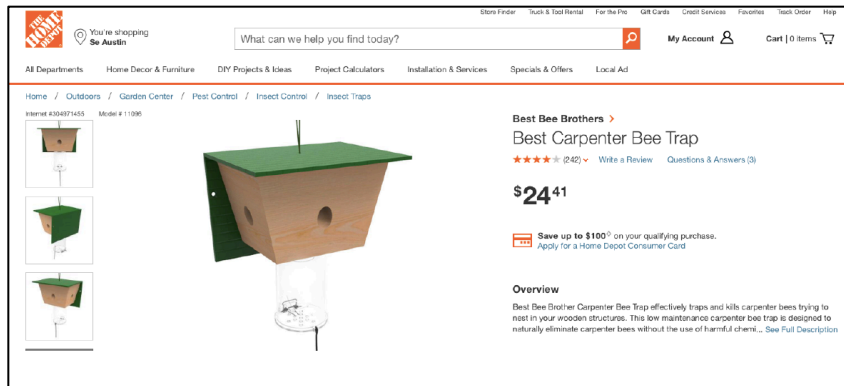 Store Finder Truck & Tool Rental For the Pro Gift Cards Credit Services Favorites Track Order Help
THE HOME DEPOT
You're shopping
Se Austin
What can we help you find today?
My Account
Cart | 0 items
All Departments Home Decor & Furniture DIY Projects & Ideas Project Calculators Installation & Services Specials & Offers Local Ad
Home / Outdoors / Garden Center / Pest Control / Insect Control / Insect Traps
Internet #304971455 Model # 11096
Best Bee Brothers >
Best Carpenter Bee Trap
(242) Write a Review Questions & Answers (3)
$24 41
Save up to $100◊ on your qualifying purchase.
Apply for a Home Depot Consumer Card
Overview
Best Bee Brother Carpenter Bee Trap effectively traps and kills carpenter bees trying to
nest in your wooden structures. This low maintenance carpenter bee trap is designed to
naturally eliminate carpenter bees without the use of harmful chemi... See Full Description